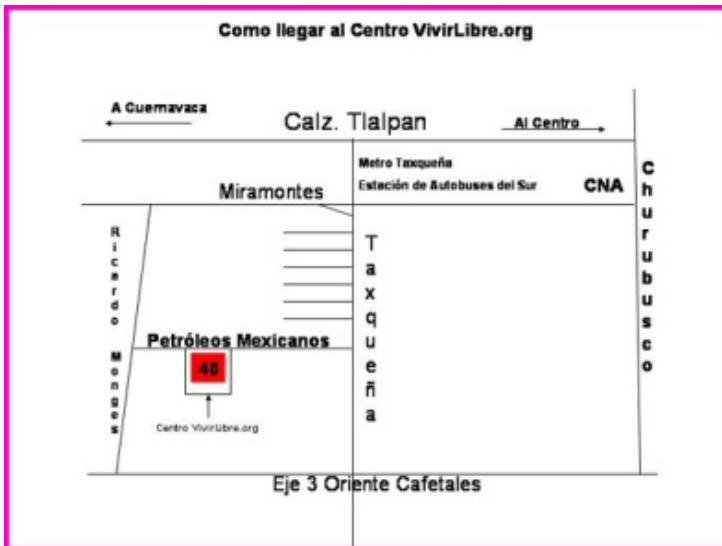 Como llegar al Centro VivirLibre.org
A Cuernavaca
Calz. Tlalpan
Al Centro
Metro Taxqueña
Estación de Autobuses del Sur
CNA
Churubusco
Miramontes
Taxqueña
Ricardo Monges
Petróleos Mexicanos
40
Centro VivirLibre.org
Eje 3 Oriente Cafetales